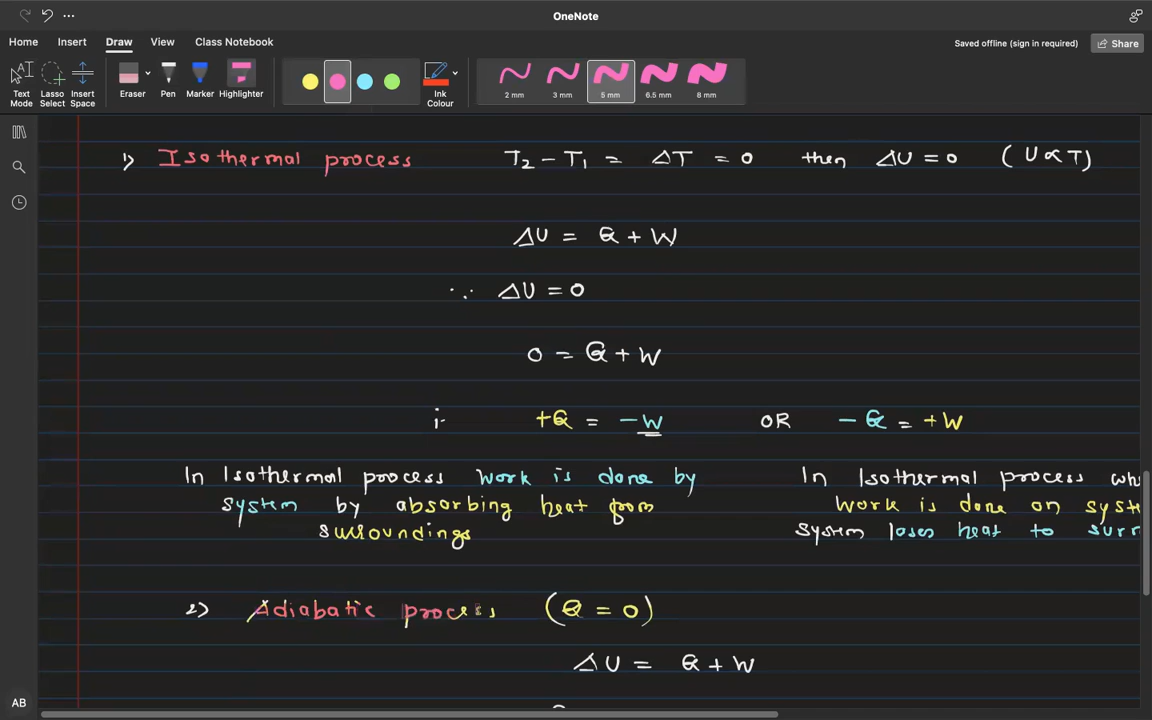 OneNote
Home Insert Draw View Class Notebook
Saved offline (sign in required) Share
Text Mode
Lasso Select
Insert Space
Eraser
Pen
Marker
Highlighter
Ink Colour
2 mm
3 mm
5 mm
6.5 mm
8 mm
1) Isothermal process T₂ - T₁ = ΔT = 0 then ΔU = 0 (U ∝ T)
ΔU = Q + W
∵ ΔU = 0
0 = Q + W
i. +Q = -W OR -Q = +W
In Isothermal process work is done by
system by absorbing heat from
surroundings
In Isothermal process whe
work is done on syste
system loses heat to surr
2) Adiabatic process (Q = 0)
ΔU = Q + W
AB